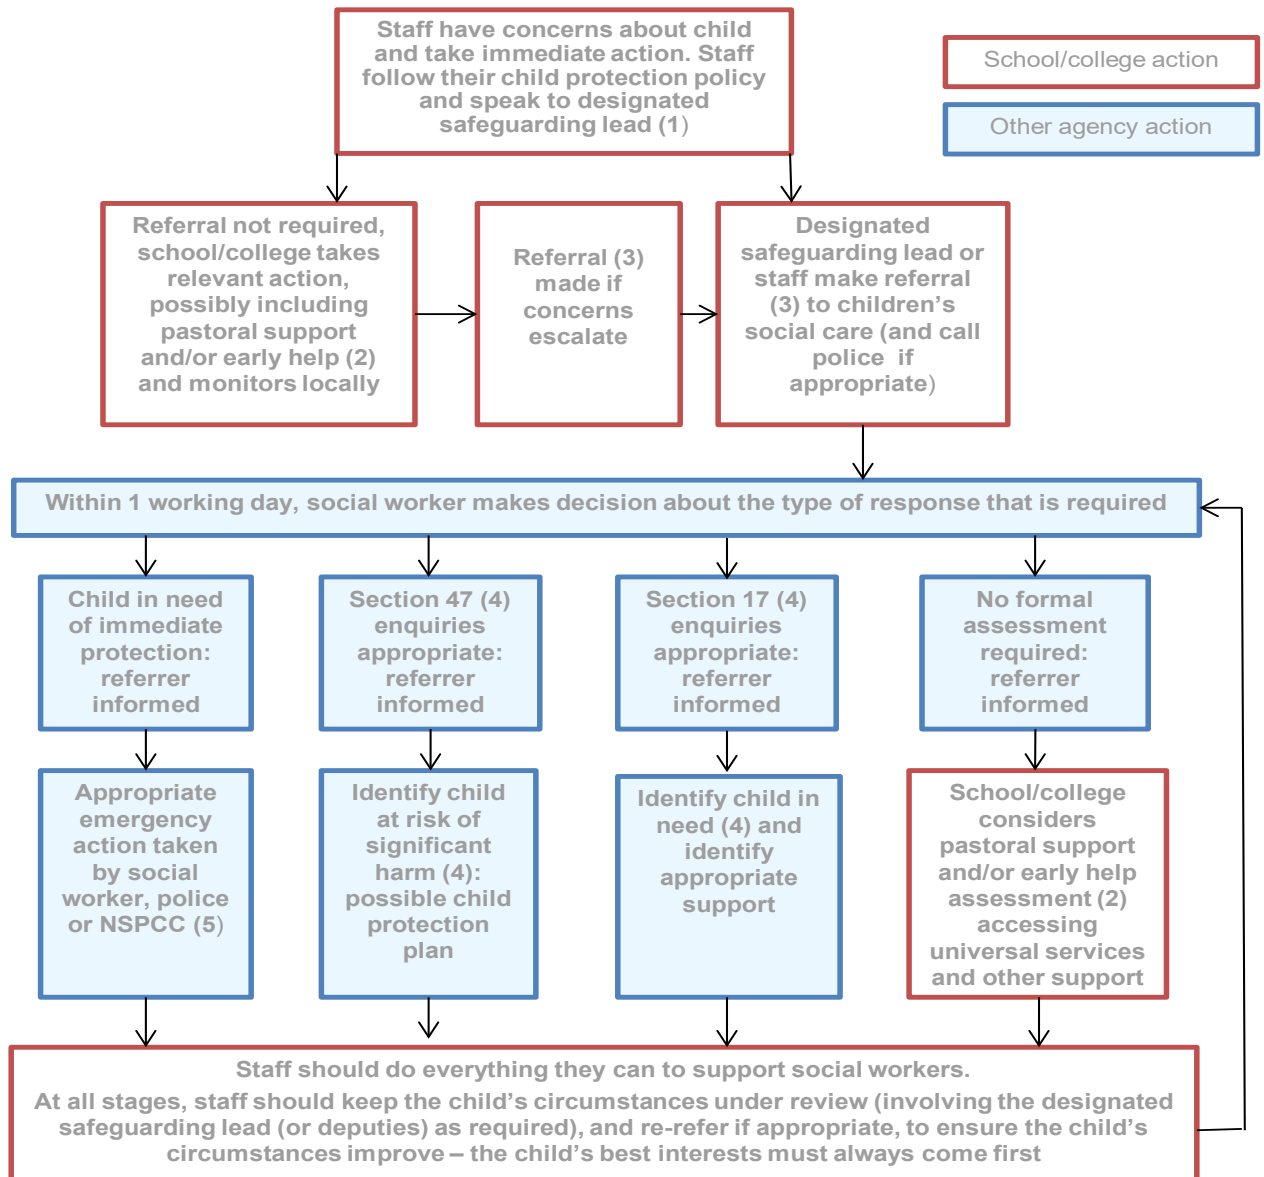 Staff have concerns about child
and take immediate action. Staff
follow their child protection policy
and speak to designated
safeguarding lead (1)
School/college action
Other agency action
Referral not required,
school/college takes
relevant action,
possibly including
pastoral support
and/or early help (2)
and monitors locally
Referral (3)
made if
concerns
escalate
Designated
safeguarding lead or
staff make referral
(3) to children’s
social care (and call
police if
appropriate)
Within 1 working day, social worker makes decision about the type of response that is required
Child in need
of immediate
protection:
referrer
informed
Section 47 (4)
enquiries
appropriate:
referrer
informed
Section 17 (4)
enquiries
appropriate:
referrer
informed
No formal
assessment
required:
referrer
informed
Appropriate
emergency
action taken
by social
worker, police
or NSPCC (5)
Identify child
at risk of
significant
harm (4):
possible child
protection
plan
Identify child in
need (4) and
identify
appropriate
support
School/college
considers
pastoral support
and/or early help
assessment (2)
accessing
universal services
and other support
Staff should do everything they can to support social workers.
At all stages, staff should keep the child’s circumstances under review (involving the designated
safeguarding lead (or deputies) as required), and re-refer if appropriate, to ensure the child’s
circumstances improve – the child’s best interests must always come first